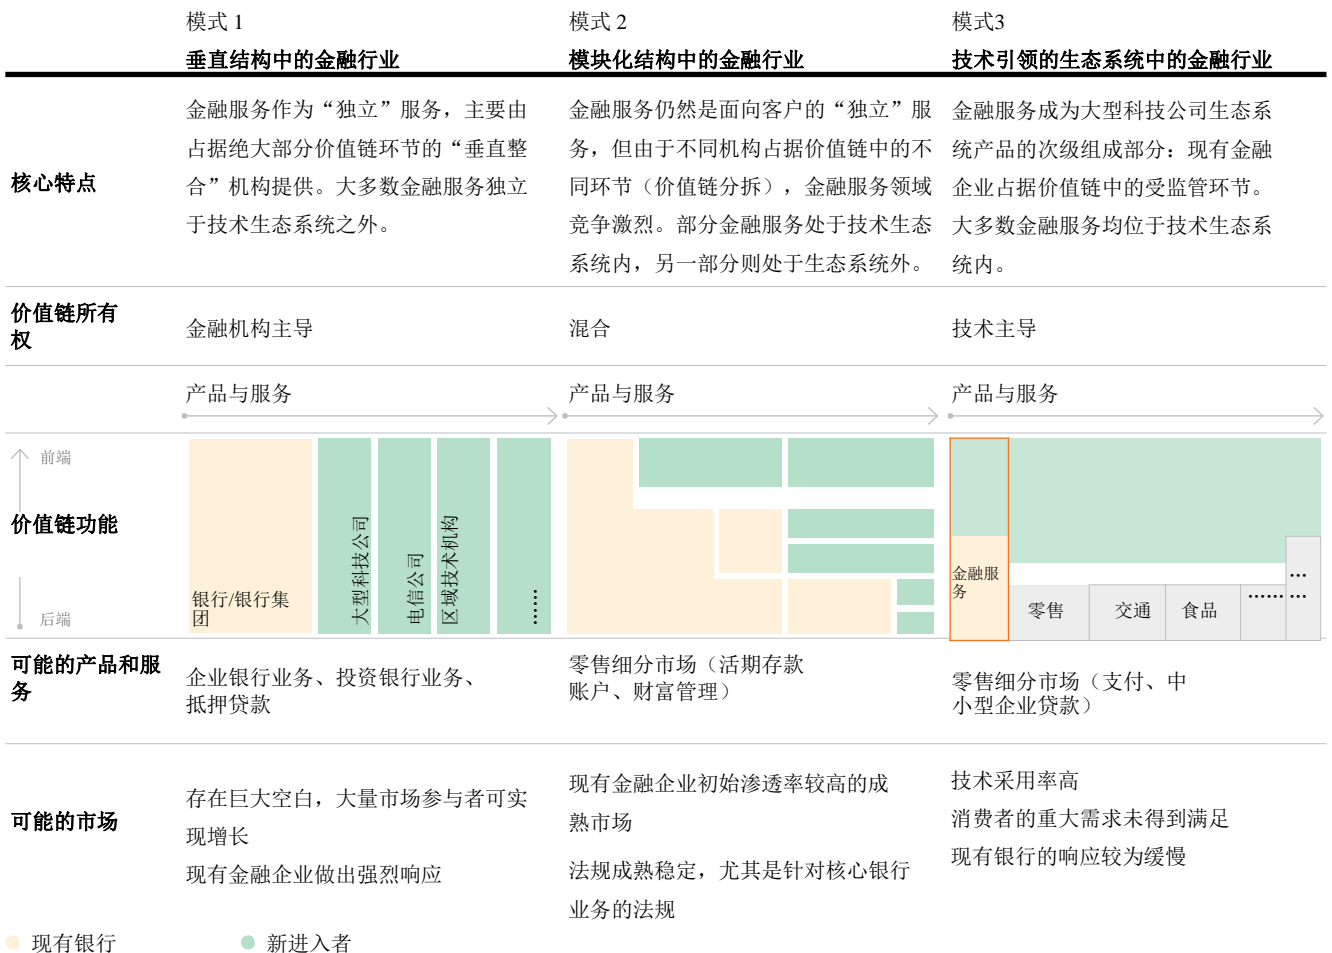 模式 1
模式 2
模式3
垂直结构中的金融行业
模块化结构中的金融行业
技术引领的生态系统中的金融行业
核心特点
金融服务作为“独立”服务，主要由
占据绝大部分价值链环节的“垂直整
合”机构提供。大多数金融服务独立
于技术生态系统之外。
金融服务仍然是面向客户的“独立”服
务，但由于不同机构占据价值链中的不
同环节（价值链分拆），金融服务领域
竞争激烈。部分金融服务处于技术生态
系统内，另一部分则处于生态系统外。
金融服务成为大型科技公司生态系
统产品的次级组成部分：现有金融
企业占据价值链中的受监管环节。
大多数金融服务均位于技术生态系
统内。
价值链所有
权
金融机构主导
混合
技术主导
产品与服务
产品与服务
产品与服务
前端
价值链功能
后端
银行/银行集
团
大型科技公司
电信公司
区域技术机构
......
金融服
务
零售
交通
食品
......
...
...
可能的产品和服
务
企业银行业务、投资银行业务、
抵押贷款
零售细分市场（活期存款
账户、财富管理）
零售细分市场（支付、中
小型企业贷款）
可能的市场
存在巨大空白，大量市场参与者可实
现增长
现有金融企业做出强烈响应
现有金融企业初始渗透率较高的成
熟市场
法规成熟稳定，尤其是针对核心银行
业务的法规
技术采用率高
消费者的重大需求未得到满足
现有银行的响应较为缓慢
现有银行
新进入者